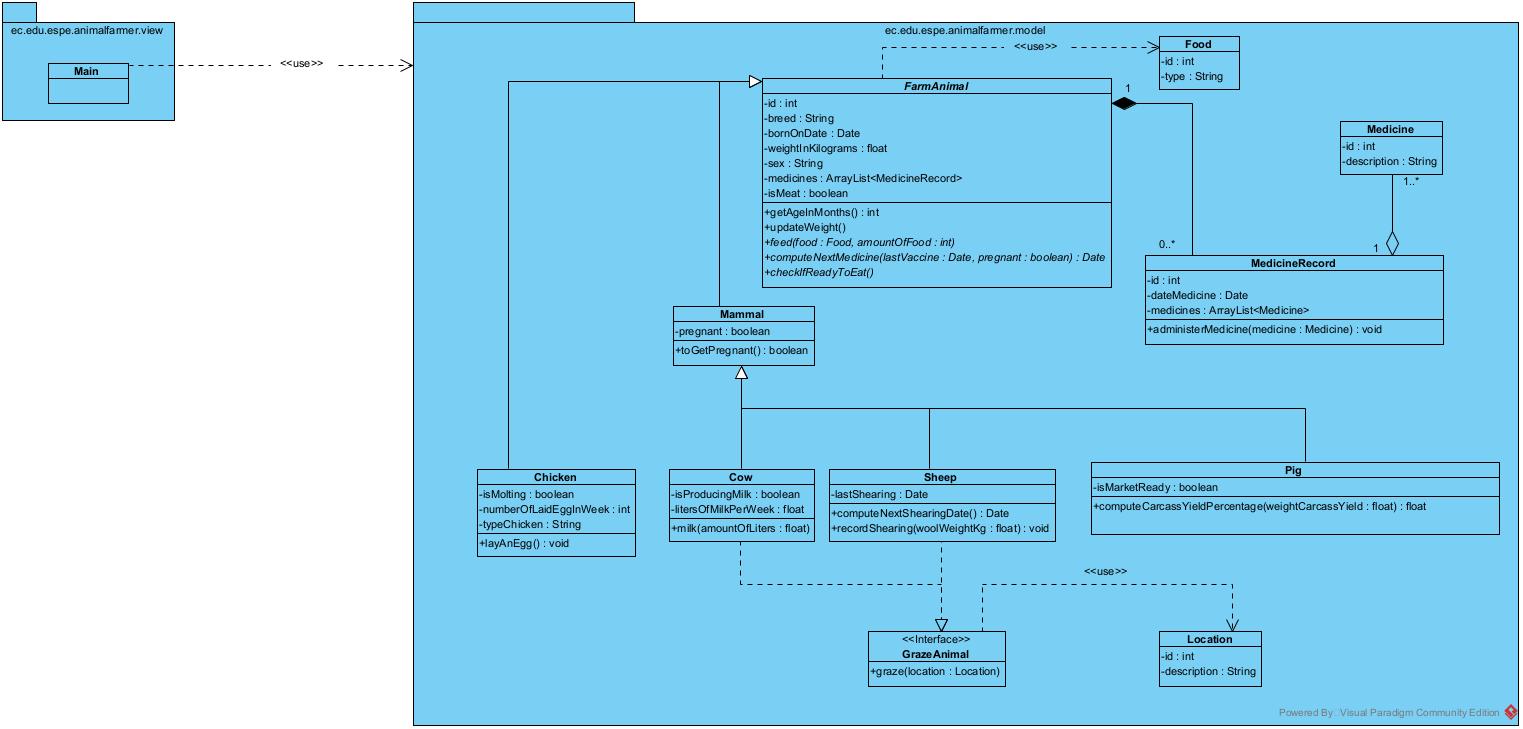 ec.edu.espe.animalfarmer.view
Main
<<use>>
ec.edu.espe.animalfarmer.model
<<use>>
Food
-id : int
-type : String
FarmAnimal
-id : int
-breed : String
-bornOnDate : Date
-weightInKilograms : float
-sex : String
-medicines : ArrayList<MedicineRecord>
-isMeat : boolean
+getAgeInMonths() : int
+updateWeight()
+feed(food : Food, amountOfFood : int)
+computeNextMedicine(lastVaccine : Date, pregnant : boolean) : Date
+checkIfReadyToEat()
1
0..*
Medicine
-id : int
-description : String
1..*
1
MedicineRecord
-id : int
-dateMedicine : Date
-medicines : ArrayList<Medicine>
+administerMedicine(medicine : Medicine) : void
Mammal
-pregnant : boolean
+toGetPregnant() : boolean
Chicken
-isMolting : boolean
-numberOfLaidEggInWeek : int
-typeChicken : String
+layAnEgg() : void
Cow
-isProducingMilk : boolean
-litersOfMilkPerWeek : float
+milk(amountOfLiters : float)
Sheep
-lastShearing : Date
+computeNextShearingDate() : Date
+recordShearing(woolWeightKg : float) : void
Pig
-isMarketReady : boolean
+computeCarcassYieldPercentage(weightCarcassYield : float) : float
<<use>>
<<Interface>>
GrazeAnimal
+graze(location : Location)
Location
-id : int
-description : String
Powered By Visual Paradigm Community Edition